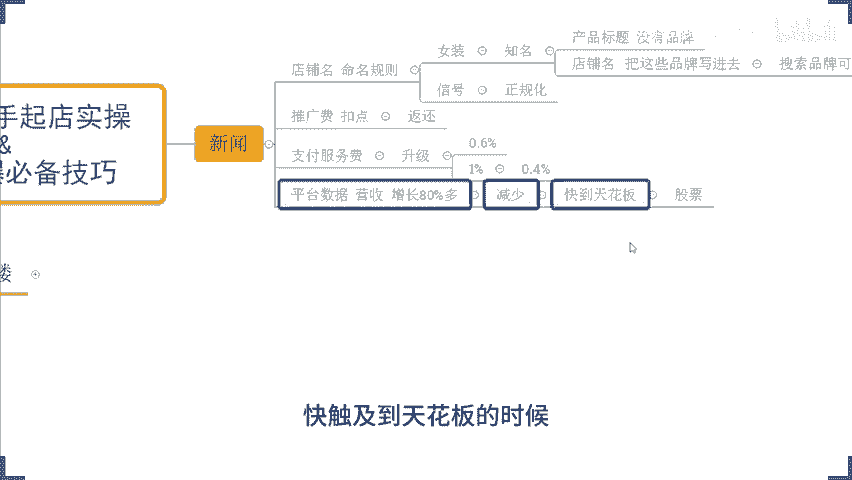 产品标题 没有品牌
女装 知名
店铺名 把这些品牌写进去 搜索品牌可
店铺名 命名规则
信号 正规化
手起店实操
推广费 扣点 返还
&
新闻
0.6%
支付服务费 升级
必备技巧
1% 0.4%
平台数据 营收 增长80%多 减少 快到天花板 股票
楼
快触及到天花板的时候